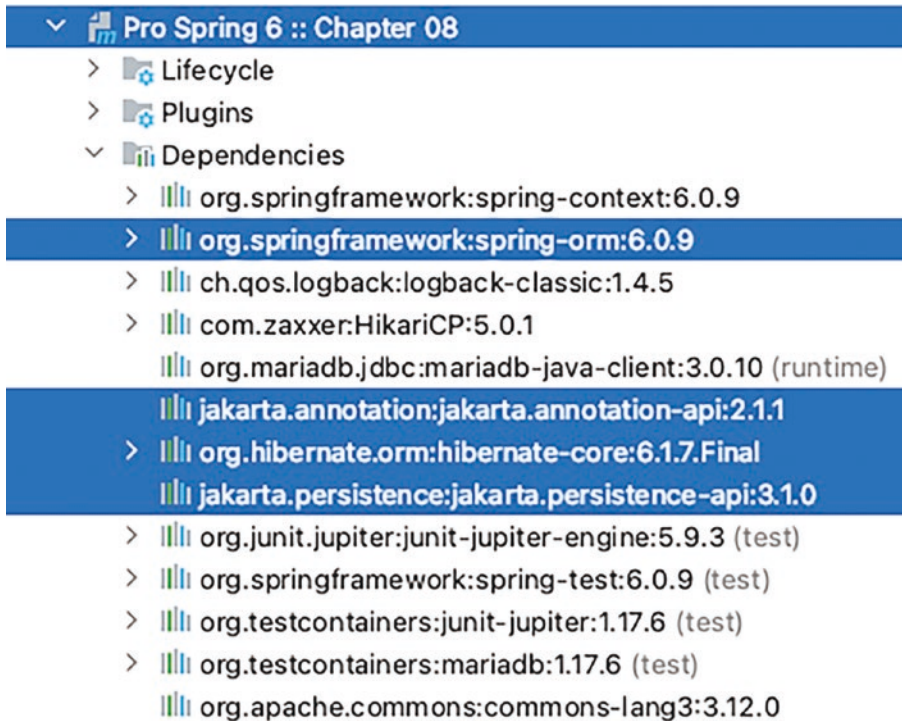 Pro Spring 6 :: Chapter 08
Lifecycle
Plugins
Dependencies
org.springframework:spring-context:6.0.9
org.springframework:spring-orm:6.0.9
ch.qos.logback:logback-classic:1.4.5
com.zaxxer:HikariCP:5.0.1
org.mariadb.jdbc:mariadb-java-client:3.0.10 (runtime)
jakarta.annotation:jakarta.annotation-api:2.1.1
org.hibernate.orm:hibernate-core:6.1.7.Final
jakarta.persistence:jakarta.persistence-api:3.1.0
org.junit.jupiter:junit-jupiter-engine:5.9.3 (test)
org.springframework:spring-test:6.0.9 (test)
org.testcontainers:junit-jupiter:1.17.6 (test)
org.testcontainers:mariadb:1.17.6 (test)
org.apache.commons:commons-lang3:3.12.0